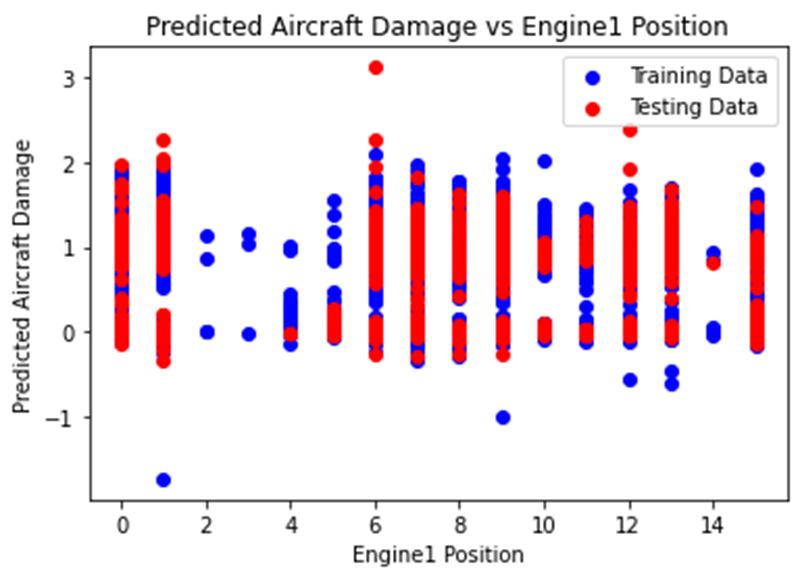 Predicted Aircraft Damage vs Engine1 Position
Training Data
Testing Data
3
2
1
0
−1
Predicted Aircraft Damage
0 2 4 6 8 10 12 14
Engine1 Position